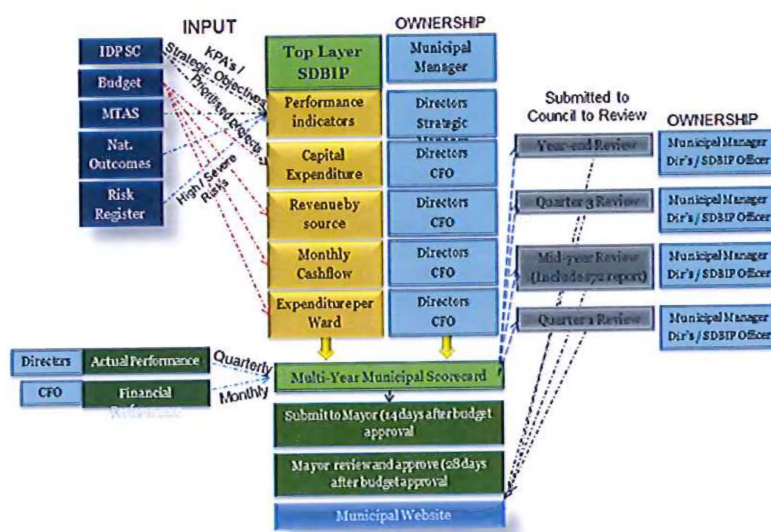 INPUT
OWNERSHIP
IDP SC
Budget
MTAS
Nat.
Outcomes
Risk
Register
KPA's /
Strategic Objectives
Prioritised projects
High / Severe
Risks
Top Layer
SDBIP
Municipal
Manager
Performance
indicators
Directors
Strategic
Capital
Expenditure
Directors
CFO
Revenue by
source
Directors
CFO
Monthly
Cashflow
Directors
CFO
Expenditure per
Ward
Directors
CFO
Submitted to
Council to Review
OWNERSHIP
Year-end Review
Municipal Manager
Dir's / SDBIP Officer
Quarter 3 Review
Municipal Manager
Dir's / SDBIP Officer
Mid-year Review
(Include s72 report)
Municipal Manager
Dir's / SDBIP Officer
Quarter 1 Review
Municipal Manager
Dir's / SDBIP Officer
Directors
Actual Performance
Quarterly
CFO
Financial
Monthly
Multi-Year Municipal Scorecard
Submit to Mayor (14 days after budget
approval
Mayor review and approve (28 days
after budget approval
Municipal Website